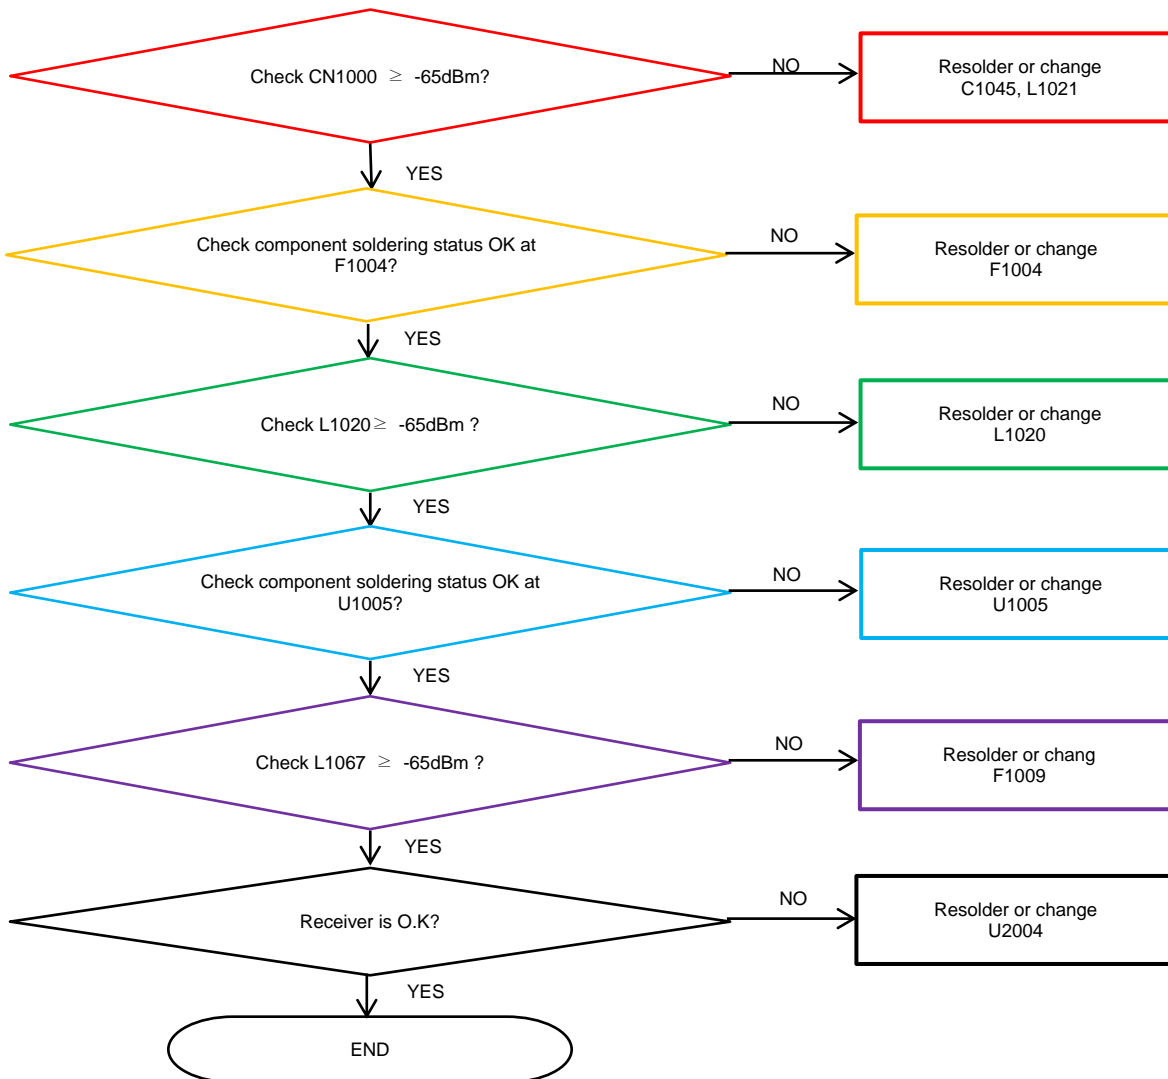 Check CN1000 ≥ -65dBm?
NO
Resolder or change
C1045, L1021
YES
Check component soldering status OK at
F1004?
NO
Resolder or change
F1004
YES
Check L1020≥ -65dBm ?
NO
Resolder or change
L1020
YES
Check component soldering status OK at
U1005?
NO
Resolder or change
U1005
YES
Check L1067 ≥ -65dBm ?
NO
Resolder or chang
F1009
YES
Receiver is O.K?
NO
Resolder or change
U2004
YES
END